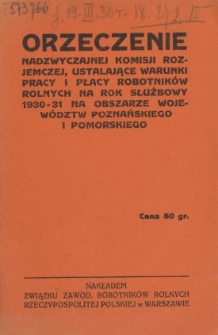 513766
ORZECZENIE
NADZWYCZAJNEJ KOMISJI ROZ-
JEMCZEJ, USTALAJĄCE WARUNKI
PRACY I PŁACY ROBOTNIKÓW
ROLNYCH NA ROK SŁUŻBOWY
1930-31 NA OBSZARZE WOJE-
WÓDZTW POZNAŃSKIEGO
I POMORSKIEGO
Cena 60 gr.
NAKŁADEM
ZWIĄZKU ZAWOD. ROBOTNIKÓW ROLNYCH
RZECZYPOSPOLITEJ POLSKIEJ w WARSZAWIE